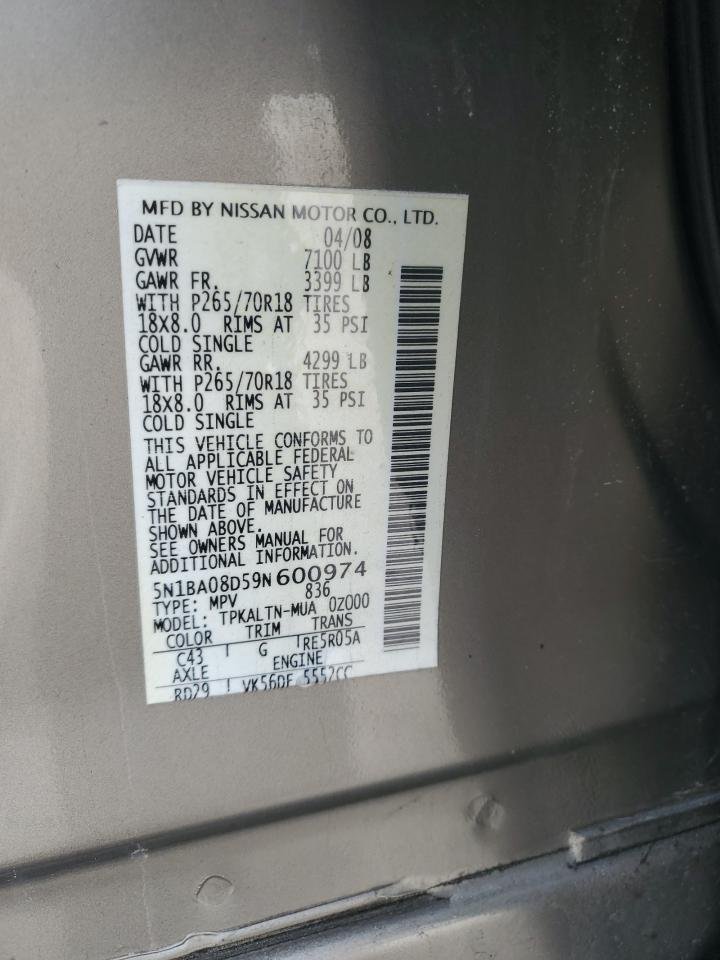 MFD BY NISSAN MOTOR CO., LTD.
DATE 04/08
GVWR 7100 LB
GAWR FR. 3399 LB
WITH P265/70R18 TIRES
18X8.0 RIMS AT 35 PSI
COLD SINGLE
GAWR RR. 4299 LB
WITH P265/70R18 TIRES
18X8.0 RIMS AT 35 PSI
COLD SINGLE
THIS VEHICLE CONFORMS TO
ALL APPLICABLE FEDERAL
MOTOR VEHICLE SAFETY
STANDARDS IN EFFECT ON
THE DATE OF MANUFACTURE
SHOWN ABOVE.
SEE OWNERS MANUAL FOR
ADDITIONAL INFORMATION.
5N1BA08D59N600974
TYPE: MPV 836
MODEL: TPKALTN-MUA 0Z000
COLOR TRIM TRANS
C43 G RE5R05A
AXLE ENGINE
RD29 VK56DE 5552CC